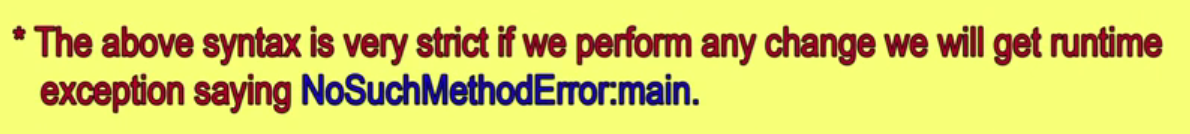 * The above syntax is very strict if we perform any change we will get runtime
exception saying NoSuchMethodError:main.